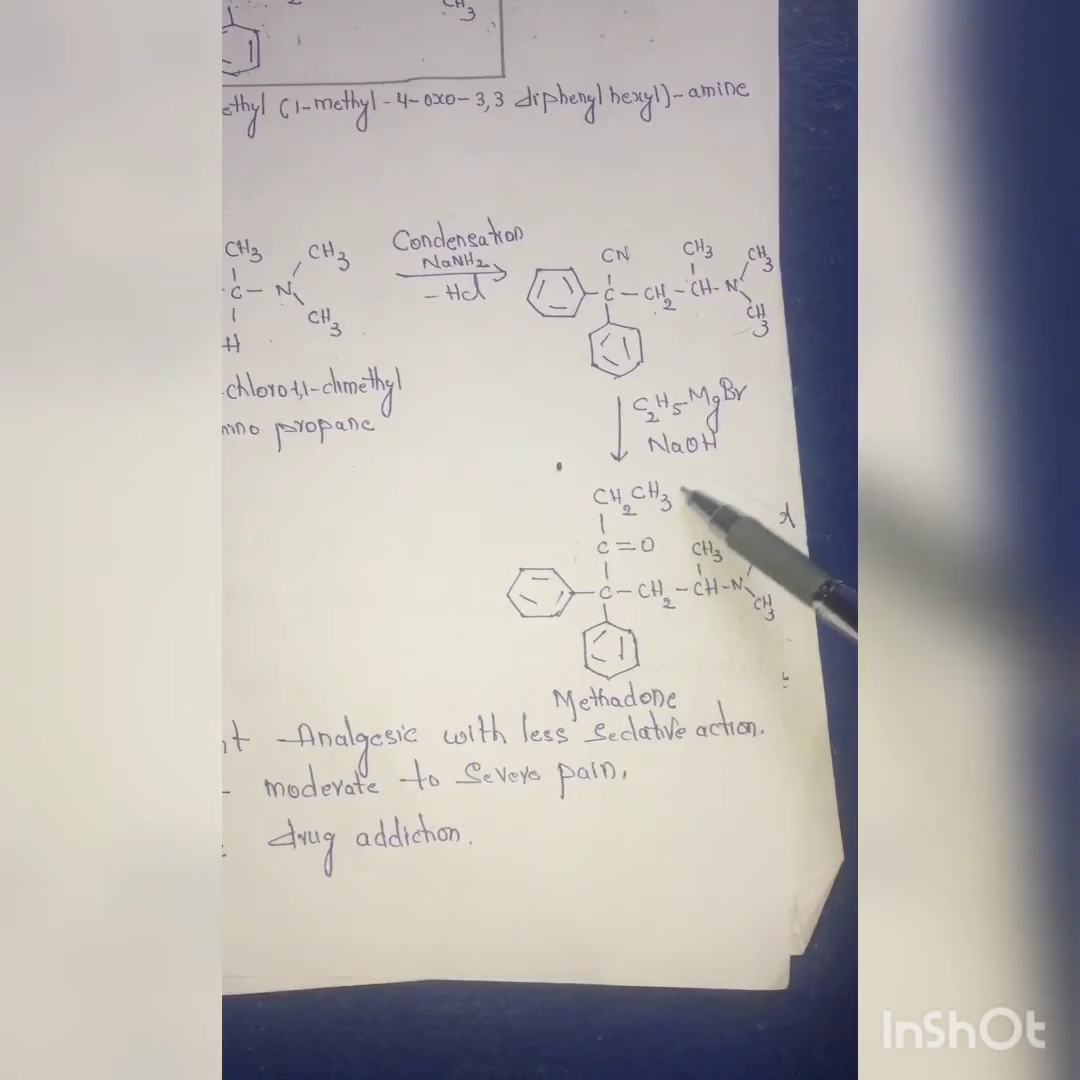 CH3
ethyl (1-methyl-4-oxo-3,3 diphenyl hexyl)-amine
CH3
CH3
C - N
CH3
H
Condensation
NaNH2
- HCl
CN
CH3
CH3
C - CH2 - CH - N
CH3
chloro-1,1-dimethyl
mno propane
C2H5-MgBr
NaOH
CH2CH3
C=O
CH3
C - CH2 - CH - N
CH3
Methadone
t - Analgesic with less sedative action.
- moderate to severe pain,
drug addiction.
InShOt